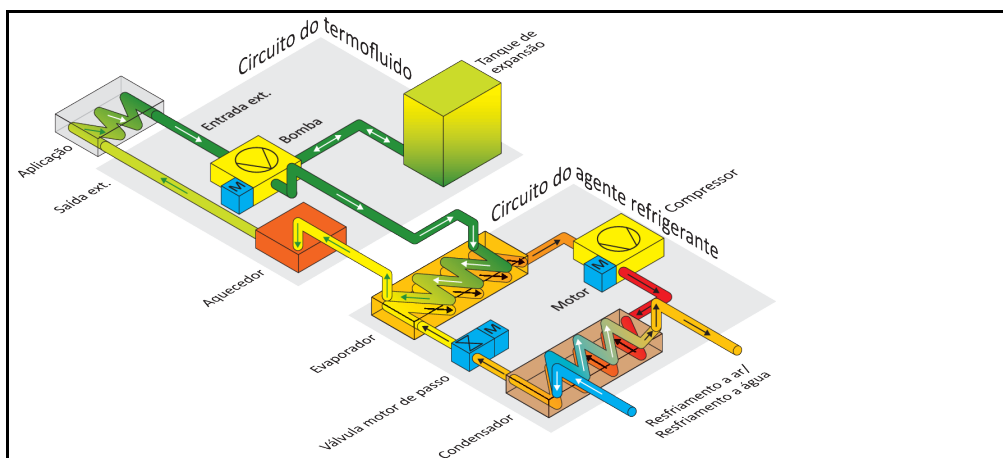 Circuito do termofluido
Tanque de
expansão
Entrada ext.
Bomba
Aplicação
Saída ext.
M
Aquecedor
Circuito do agente refrigerante
Compressor
M
Motor
Evaporador
M
Válvula motor de passo
Condensador
Resfriamento a ar/
Resfriamento a água